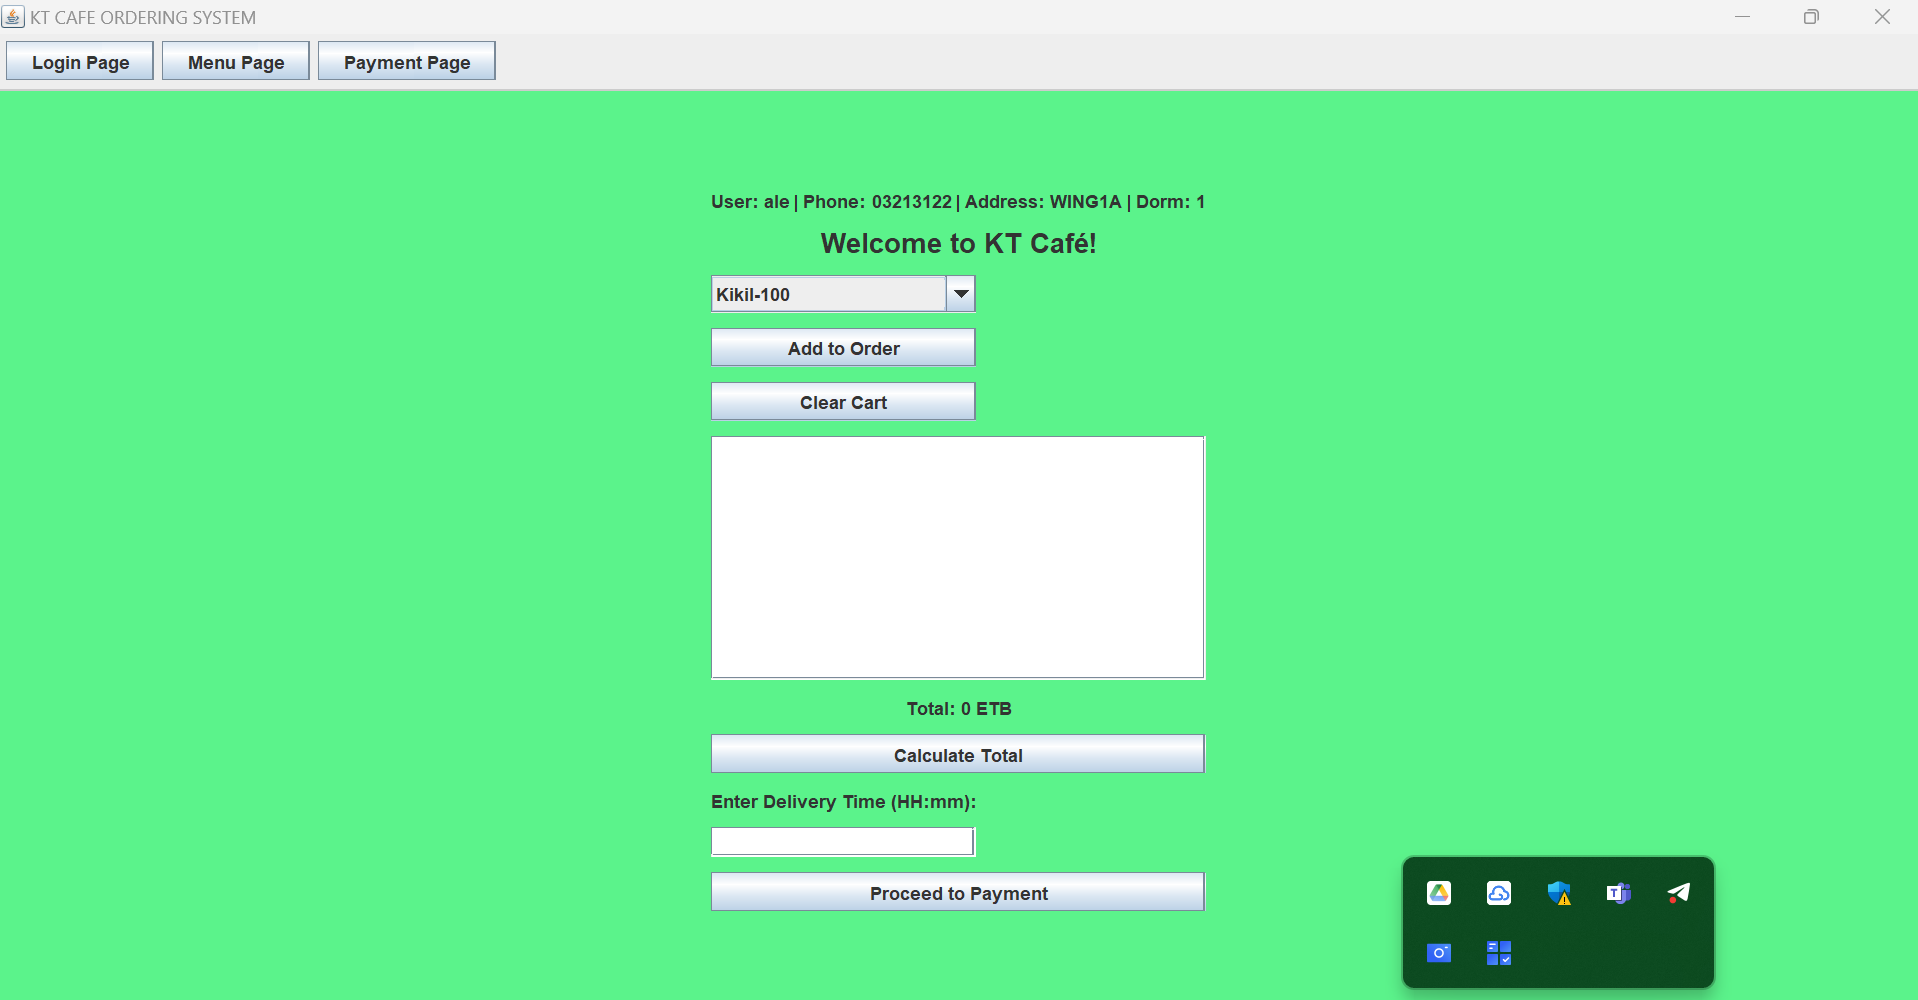 KT CAFE ORDERING SYSTEM
Login Page Menu Page Payment Page
User: ale | Phone: 03213122 | Address: WING1A | Dorm: 1
Welcome to KT Café!
Kikil-100
Add to Order
Clear Cart
Total: 0 ETB
Calculate Total
Enter Delivery Time (HH:mm):
Proceed to Payment